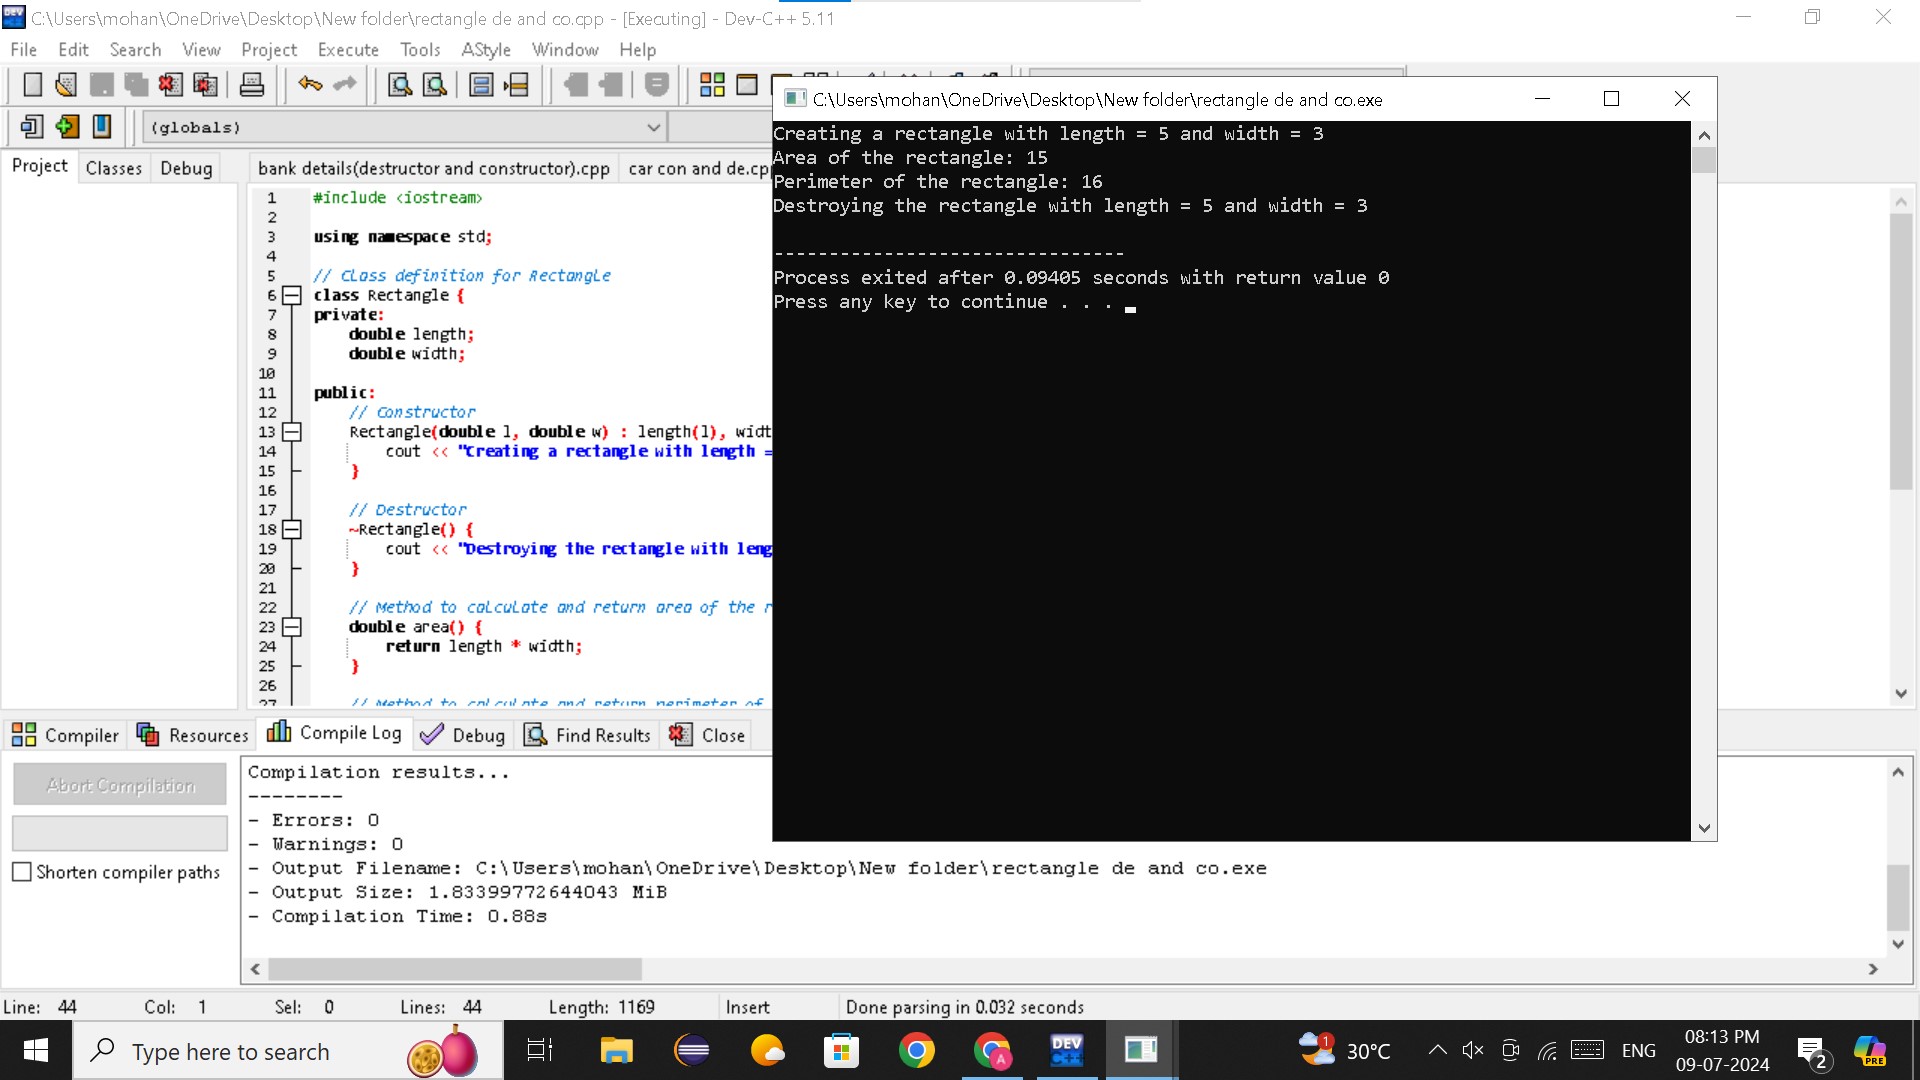 C:\Users\mohan\OneDrive\Desktop\New folder\rectangle de and co.cpp - [Executing] - Dev-C++ 5.11
File Edit Search View Project Execute Tools AStyle Window Help
(globals)
Project Classes Debug
bank details(destructor and constructor).cpp car con and de.cp
1 #include <iostream>
2
3 using namespace std;
4
5 // Class definition for Rectangle
6 class Rectangle {
7 private:
8 double length;
9 double width;
10
11 public:
12 // Constructor
13 Rectangle(double l, double w) : length(l), widt
14 cout << "Creating a rectangle with length =
15 }
16
17 // Destructor
18 ~Rectangle() {
19 cout << "Destroying the rectangle with leng
20 }
21
22 // Method to calculate and return area of the r
23 double area() {
24 return length * width;
25 }
26
27 // Method to calculate and return perimeter of
C:\Users\mohan\OneDrive\Desktop\New folder\rectangle de and co.exe
Creating a rectangle with length = 5 and width = 3
Area of the rectangle: 15
Perimeter of the rectangle: 16
Destroying the rectangle with length = 5 and width = 3
--------------------------------
Process exited after 0.09405 seconds with return value 0
Press any key to continue . . .
Compiler Resources Compile Log Debug Find Results Close
Abort Compilation
Shorten compiler paths
Compilation results...
--------
- Errors: 0
- Warnings: 0
- Output Filename: C:\Users\mohan\OneDrive\Desktop\New folder\rectangle de and co.exe
- Output Size: 1.83399772644043 MiB
- Compilation Time: 0.88s
Line: 44 Col: 1 Sel: 0 Lines: 44 Length: 1169 Insert Done parsing in 0.032 seconds
Type here to search
DEV C++
A
1
30°C
ENG
08:13 PM
09-07-2024
2
PRE